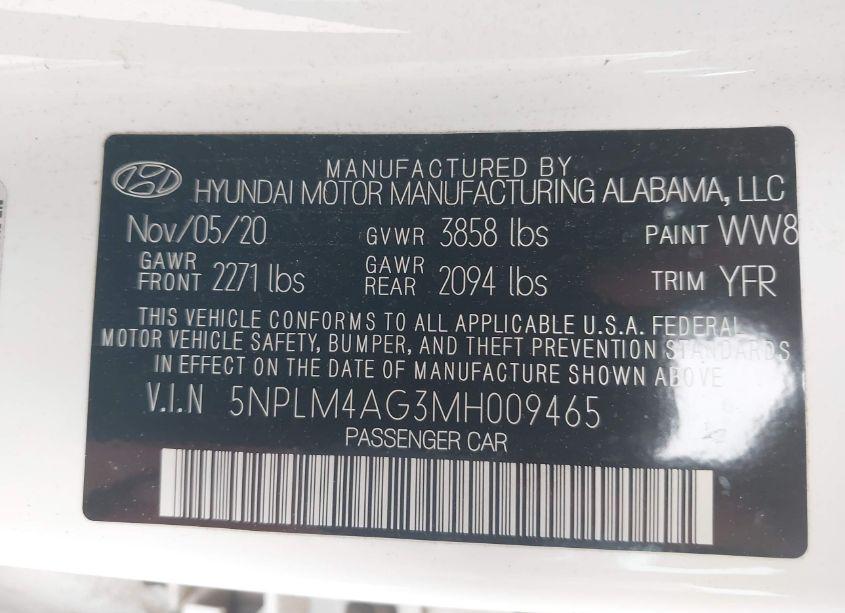 MANUFACTURED BY
HYUNDAI MOTOR MANUFACTURING ALABAMA, LLC
Nov/05/20 GVWR 3858 lbs PAINT WW8
GAWR FRONT 2271 lbs GAWR REAR 2094 lbs TRIM YFR
THIS VEHICLE CONFORMS TO ALL APPLICABLE U.S.A. FEDERAL
MOTOR VEHICLE SAFETY, BUMPER, AND THEFT PREVENTION STANDARDS
IN EFFECT ON THE DATE OF MANUFACTURE SHOWN ABOVE
V.I.N 5NPLM4AG3MH009465
PASSENGER CAR